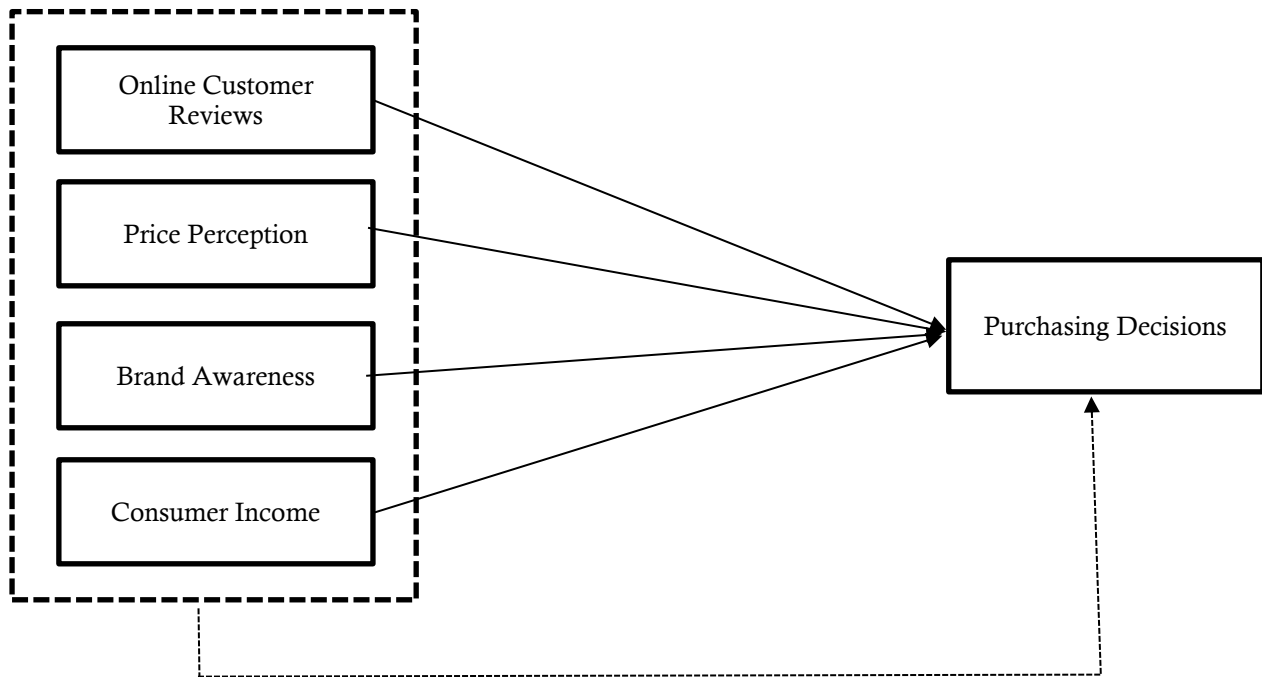 Online Customer
Reviews
Price Perception
Brand Awareness
Consumer Income
Purchasing Decisions